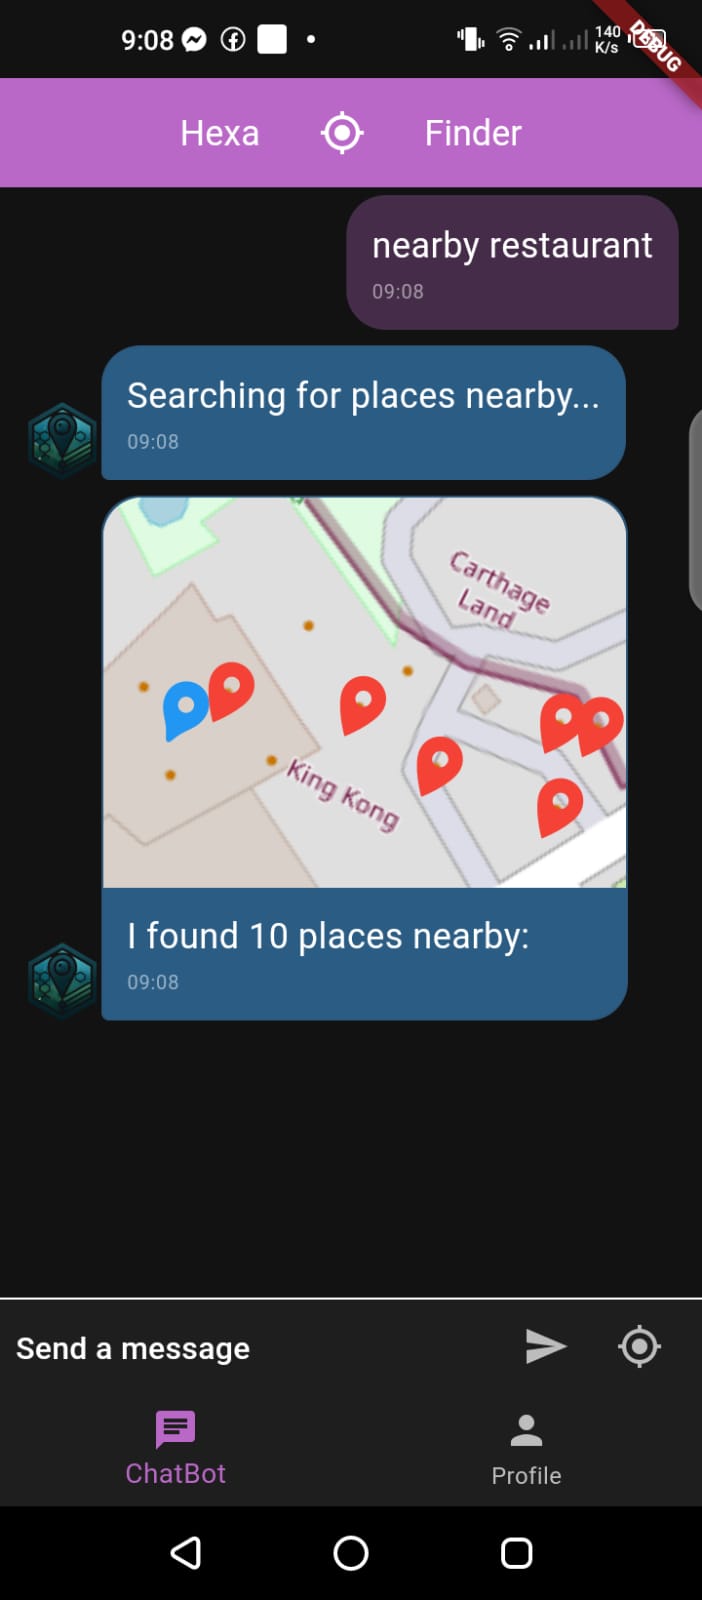 9:08
140
K/s
DEBUG
Hexa Finder
nearby restaurant
09:08
Searching for places nearby...
09:08
Carthage
Land
King Kong
I found 10 places nearby:
09:08
Send a message
ChatBot
Profile